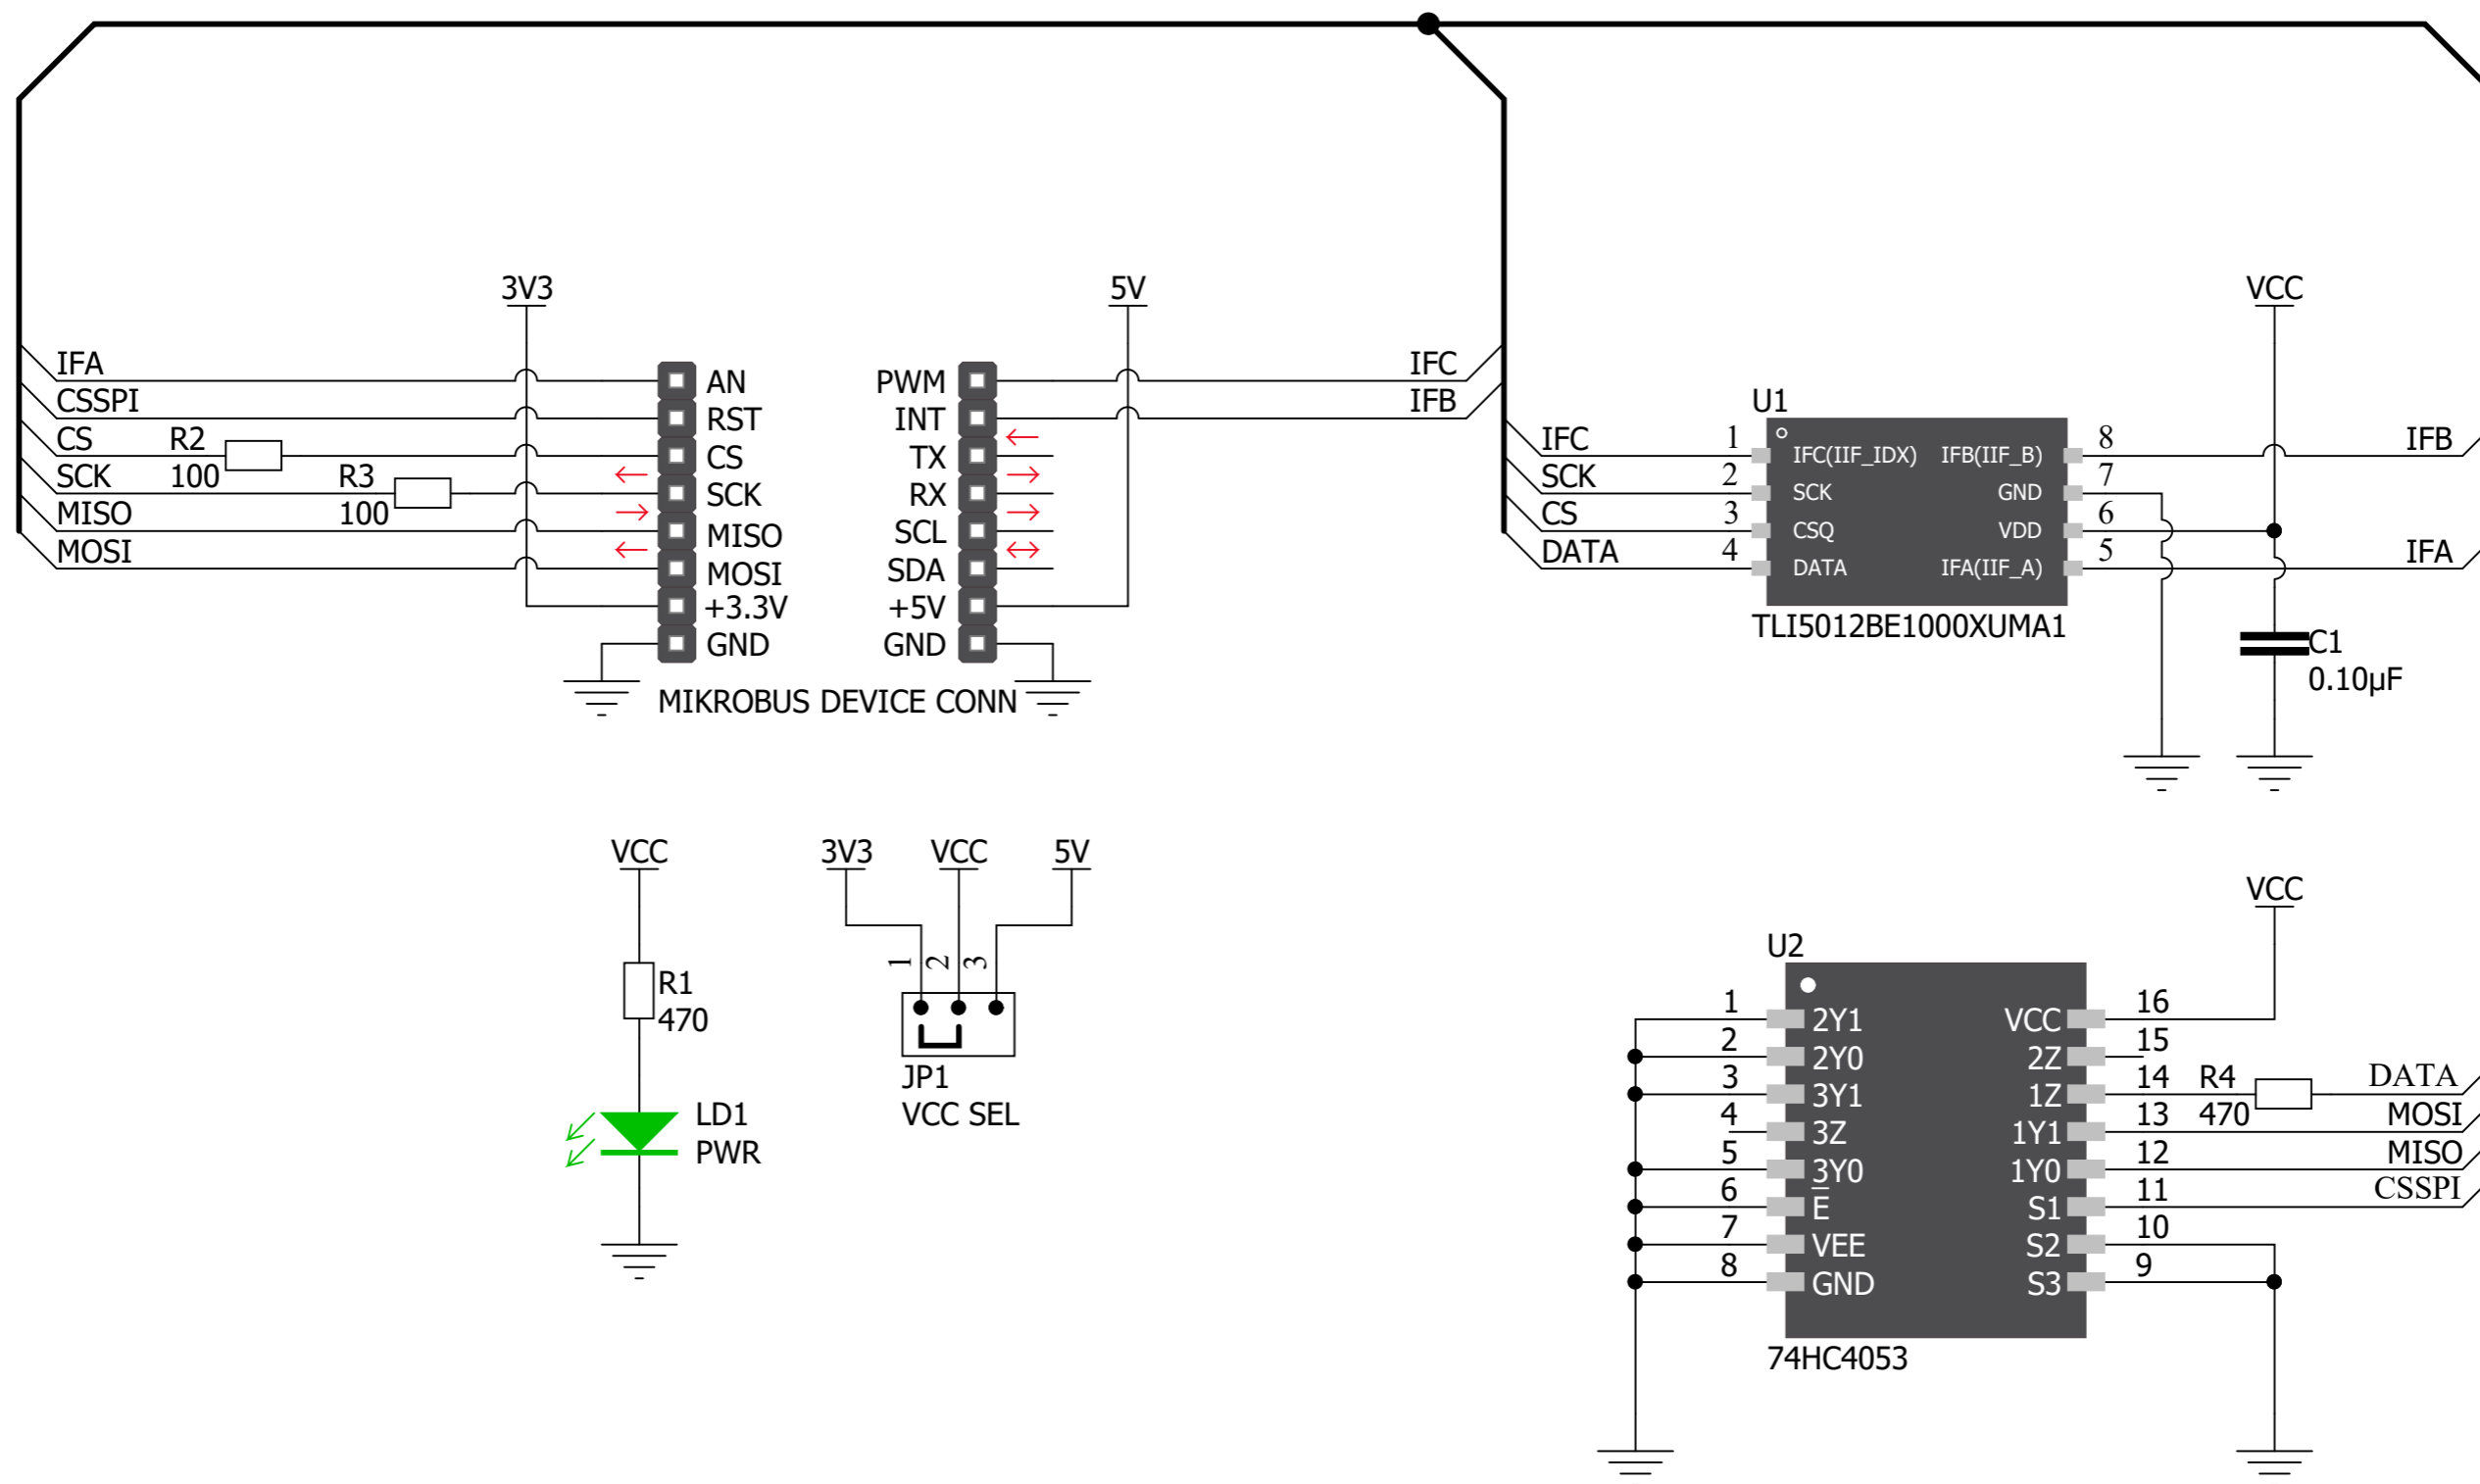 3V3
5V
VCC
IFA
CSSPI
CS
SCK
MISO
MOSI
R2
100
R3
100
AN
RST
CS
SCK
MISO
MOSI
+3.3V
GND
PWM
INT
TX
RX
SCL
SDA
+5V
GND
MIKROBUS DEVICE CONN
IFC
IFB
IFC
SCK
CS
DATA
U1
1
2
3
4
IFC(IIF_IDX)
SCK
CSQ
DATA
IFB(IIF_B)
GND
VDD
IFA(IIF_A)
8
7
6
5
TLI5012BE1000XUMA1
IFB
IFA
C1
0.10µF
VCC
R1
470
LD1
PWR
3V3
VCC
5V
1
2
3
JP1
VCC SEL
VCC
U2
1
2
3
4
5
6
7
8
2Y1
2Y0
3Y1
3Z
3Y0
E
VEE
GND
VCC
2Z
1Z
1Y1
1Y0
S1
S2
S3
16
15
14
13
12
11
10
9
R4
470
DATA
MOSI
MISO
CSSPI
74HC4053